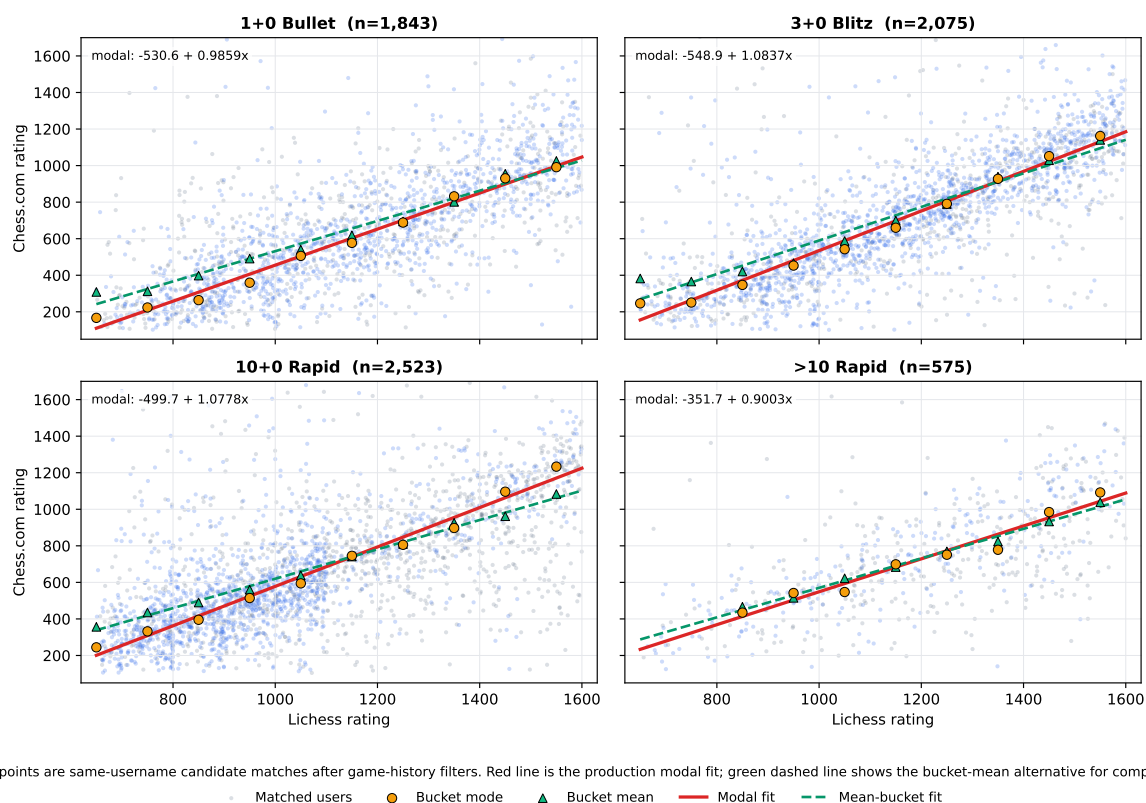 1+0 Bullet (n=1,843)
3+0 Blitz (n=2,075)
modal: -530.6 + 0.9859x
modal: -548.9 + 1.0837x
Chess.com rating
1600
1400
1200
1000
800
600
400
200
10+0 Rapid (n=2,523)
>10 Rapid (n=575)
modal: -499.7 + 1.0778x
modal: -351.7 + 0.9003x
Chess.com rating
1600
1400
1200
1000
800
600
400
200
800 1000 1200 1400 1600
800 1000 1200 1400 1600
Lichess rating
Lichess rating
points are same-username candidate matches after game-history filters. Red line is the production modal fit; green dashed line shows the bucket-mean alternative for comp
Matched users Bucket mode Bucket mean Modal fit Mean-bucket fit